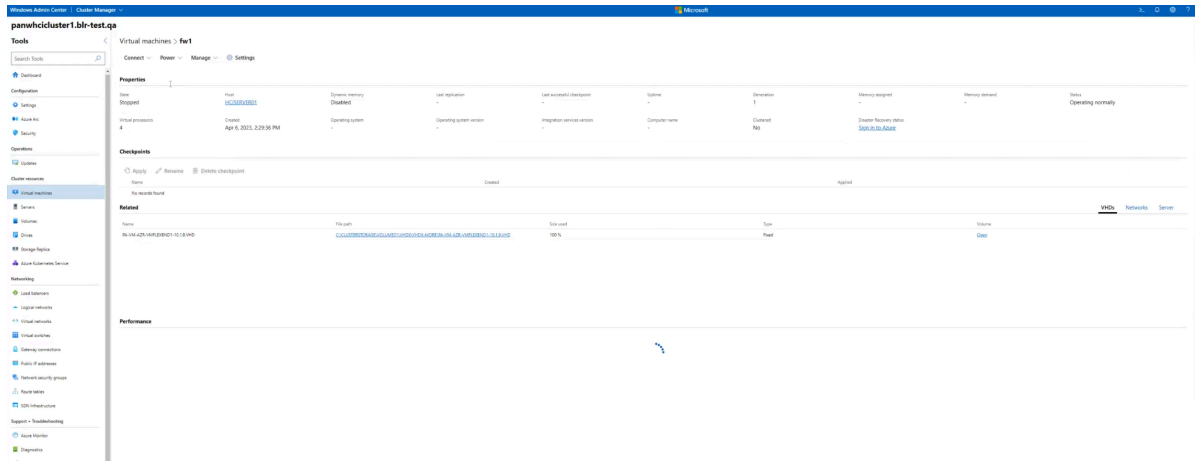 Windows Admin Center | Cluster Manager
Microsoft
panwhcicluster1.blr-test.qa
Tools
Search Tools
Dashboard
Configuration
Settings
Azure Arc
Security
Operations
Updates
Cluster resources
Virtual machines
Servers
Volumes
Drives
Storage Replica
Azure Kubernetes Service
Networking
Load balancers
Logical networks
Virtual networks
Virtual switches
Gateway connections
Public IP addresses
Network security groups
Route tables
SDN Infrastructure
Support + Troubleshooting
Azure Monitor
Diagnostics
Virtual machines > fw1
Connect Power Manage Settings
Properties
State Host Dynamic memory Last replication Last successful checkpoint Uptime Generation Memory assigned Memory demand Status
Stopped HCISERVER01 Disabled - - - 1 - - Operating normally
Virtual processors Created Operating system Operating system version Integration services version Computer name Clustered Disaster Recovery status
4 Apr 6, 2023, 2:29:36 PM - - - - No Sign in to Azure
Checkpoints
Apply Rename Delete checkpoint
Name Created Applied
No records found
Related VHDs Networks Server
Name File path Size used Type Volume
100 % Fixed Open
Performance